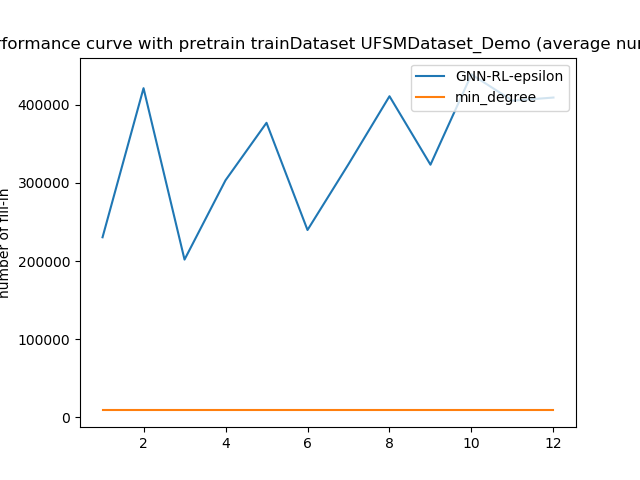 rformance curve with pretrain trainDataset UFSMDataset_Demo (average num
GNN-RL-epsilon
min_degree
number of fill-in
400000
300000
200000
100000
0
2 4 6 8 10 12